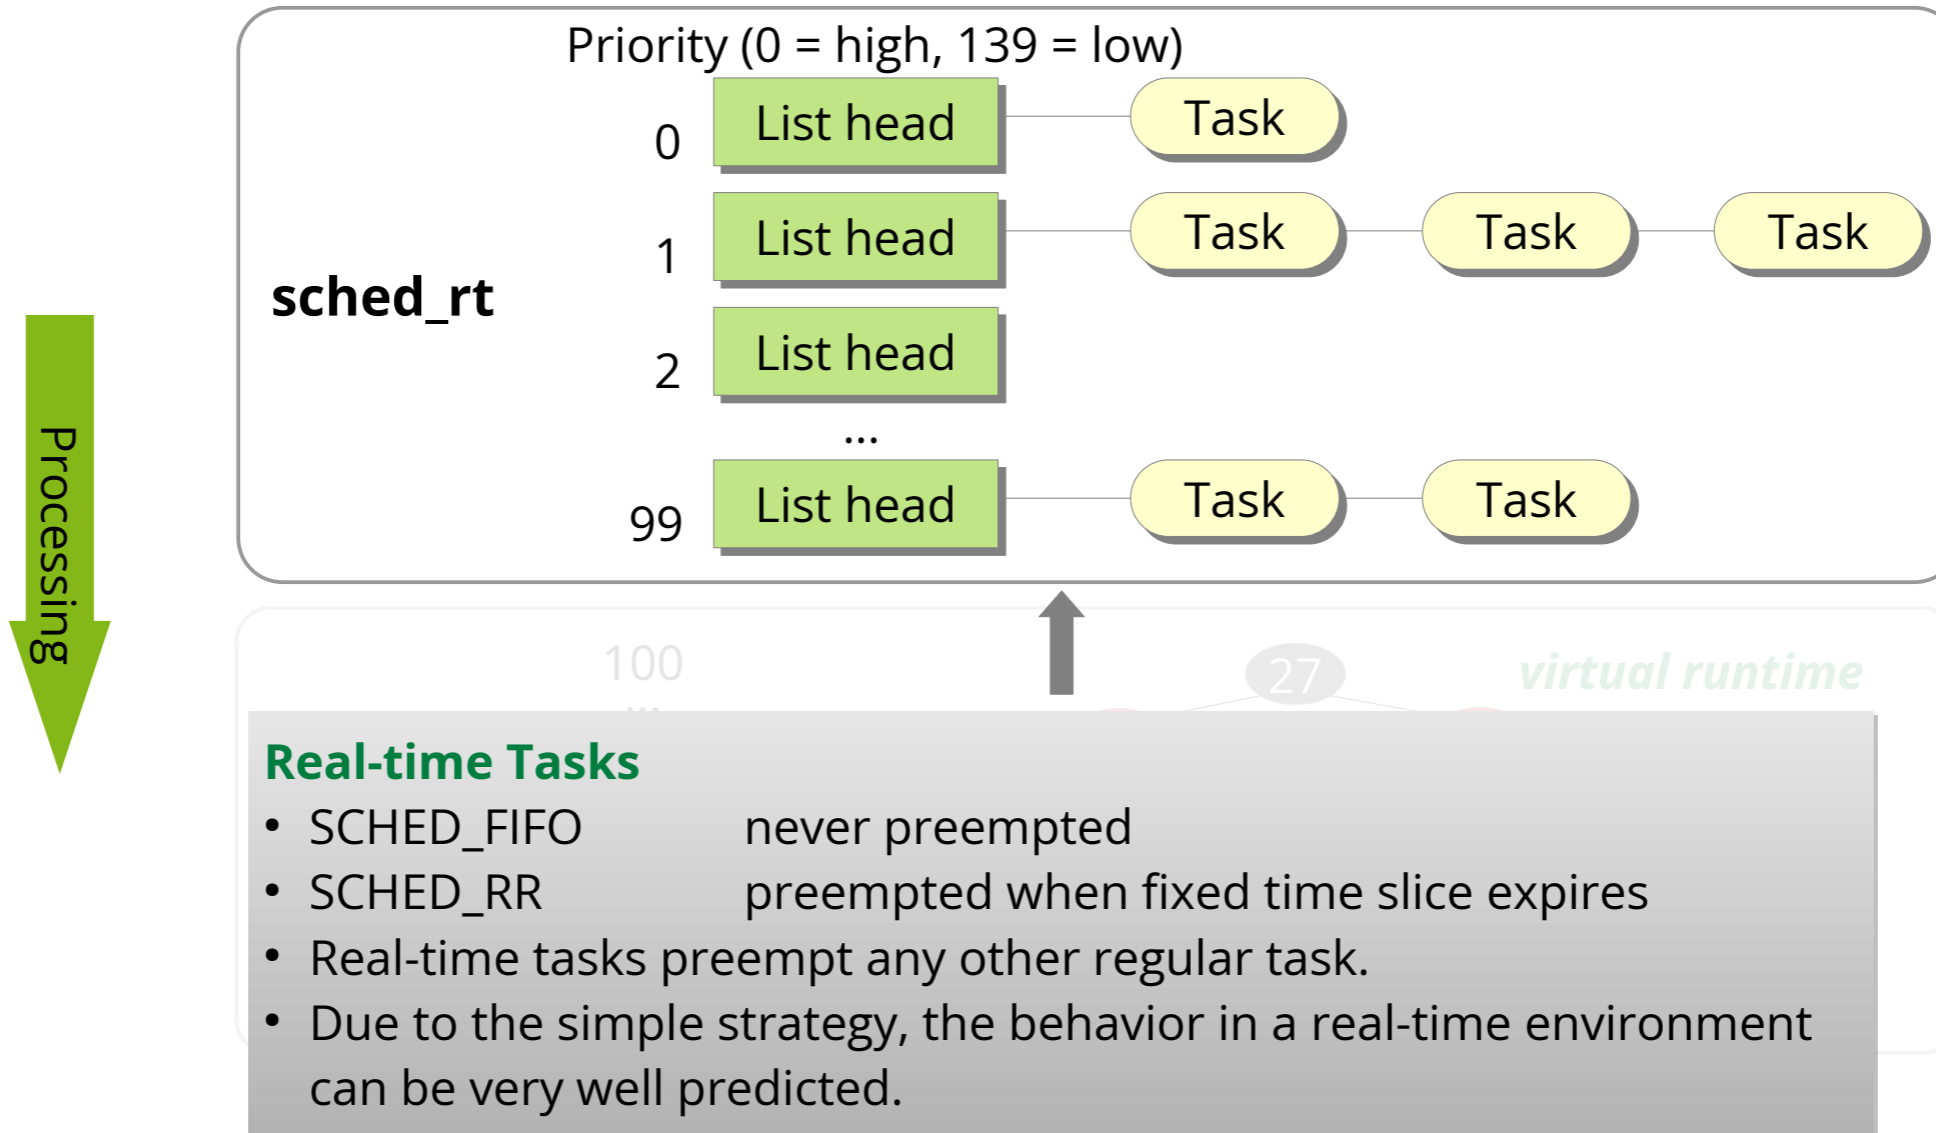 Priority (0 = high, 139 = low)
0 List head Task
1 List head Task Task Task
sched_rt
2 List head
...
99 List head Task Task
Processing
100
27
virtual runtime
...
Real-time Tasks
• SCHED_FIFO never preempted
• SCHED_RR preempted when fixed time slice expires
• Real-time tasks preempt any other regular task.
• Due to the simple strategy, the behavior in a real-time environment
can be very well predicted.